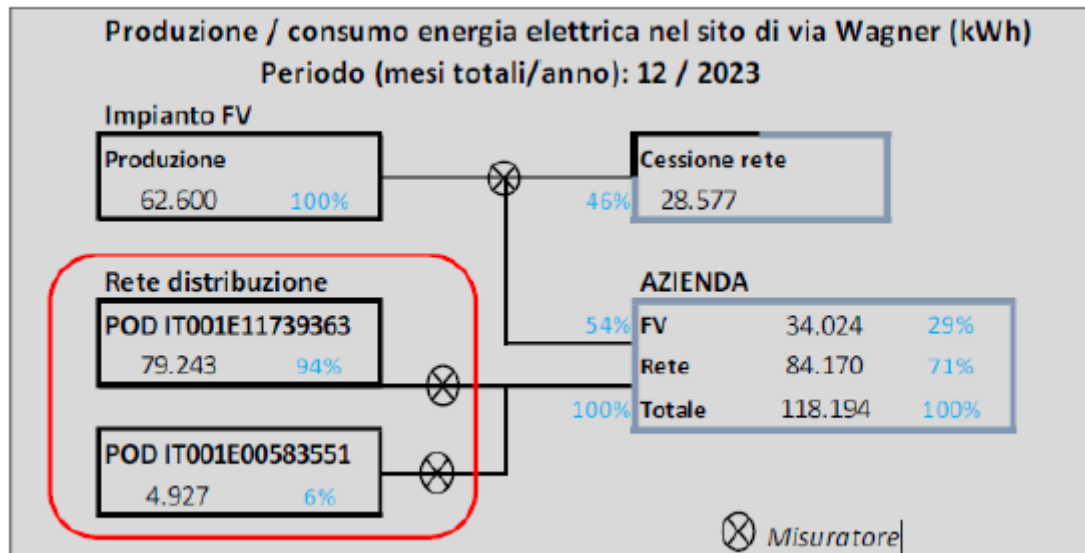 Produzione / consumo energia elettrica nel sito di via Wagner (kWh)
Periodo (mesi totali/anno): 12 / 2023
Impianto FV
Produzione
62.600 100%
Cessione rete
46% 28.577
Rete distribuzione
POD IT001E11739363
79.243 94%
POD IT001E00583551
4.927 6%
AZIENDA
54% FV 34.024 29%
Rete 84.170 71%
100% Totale 118.194 100%
Misuratore